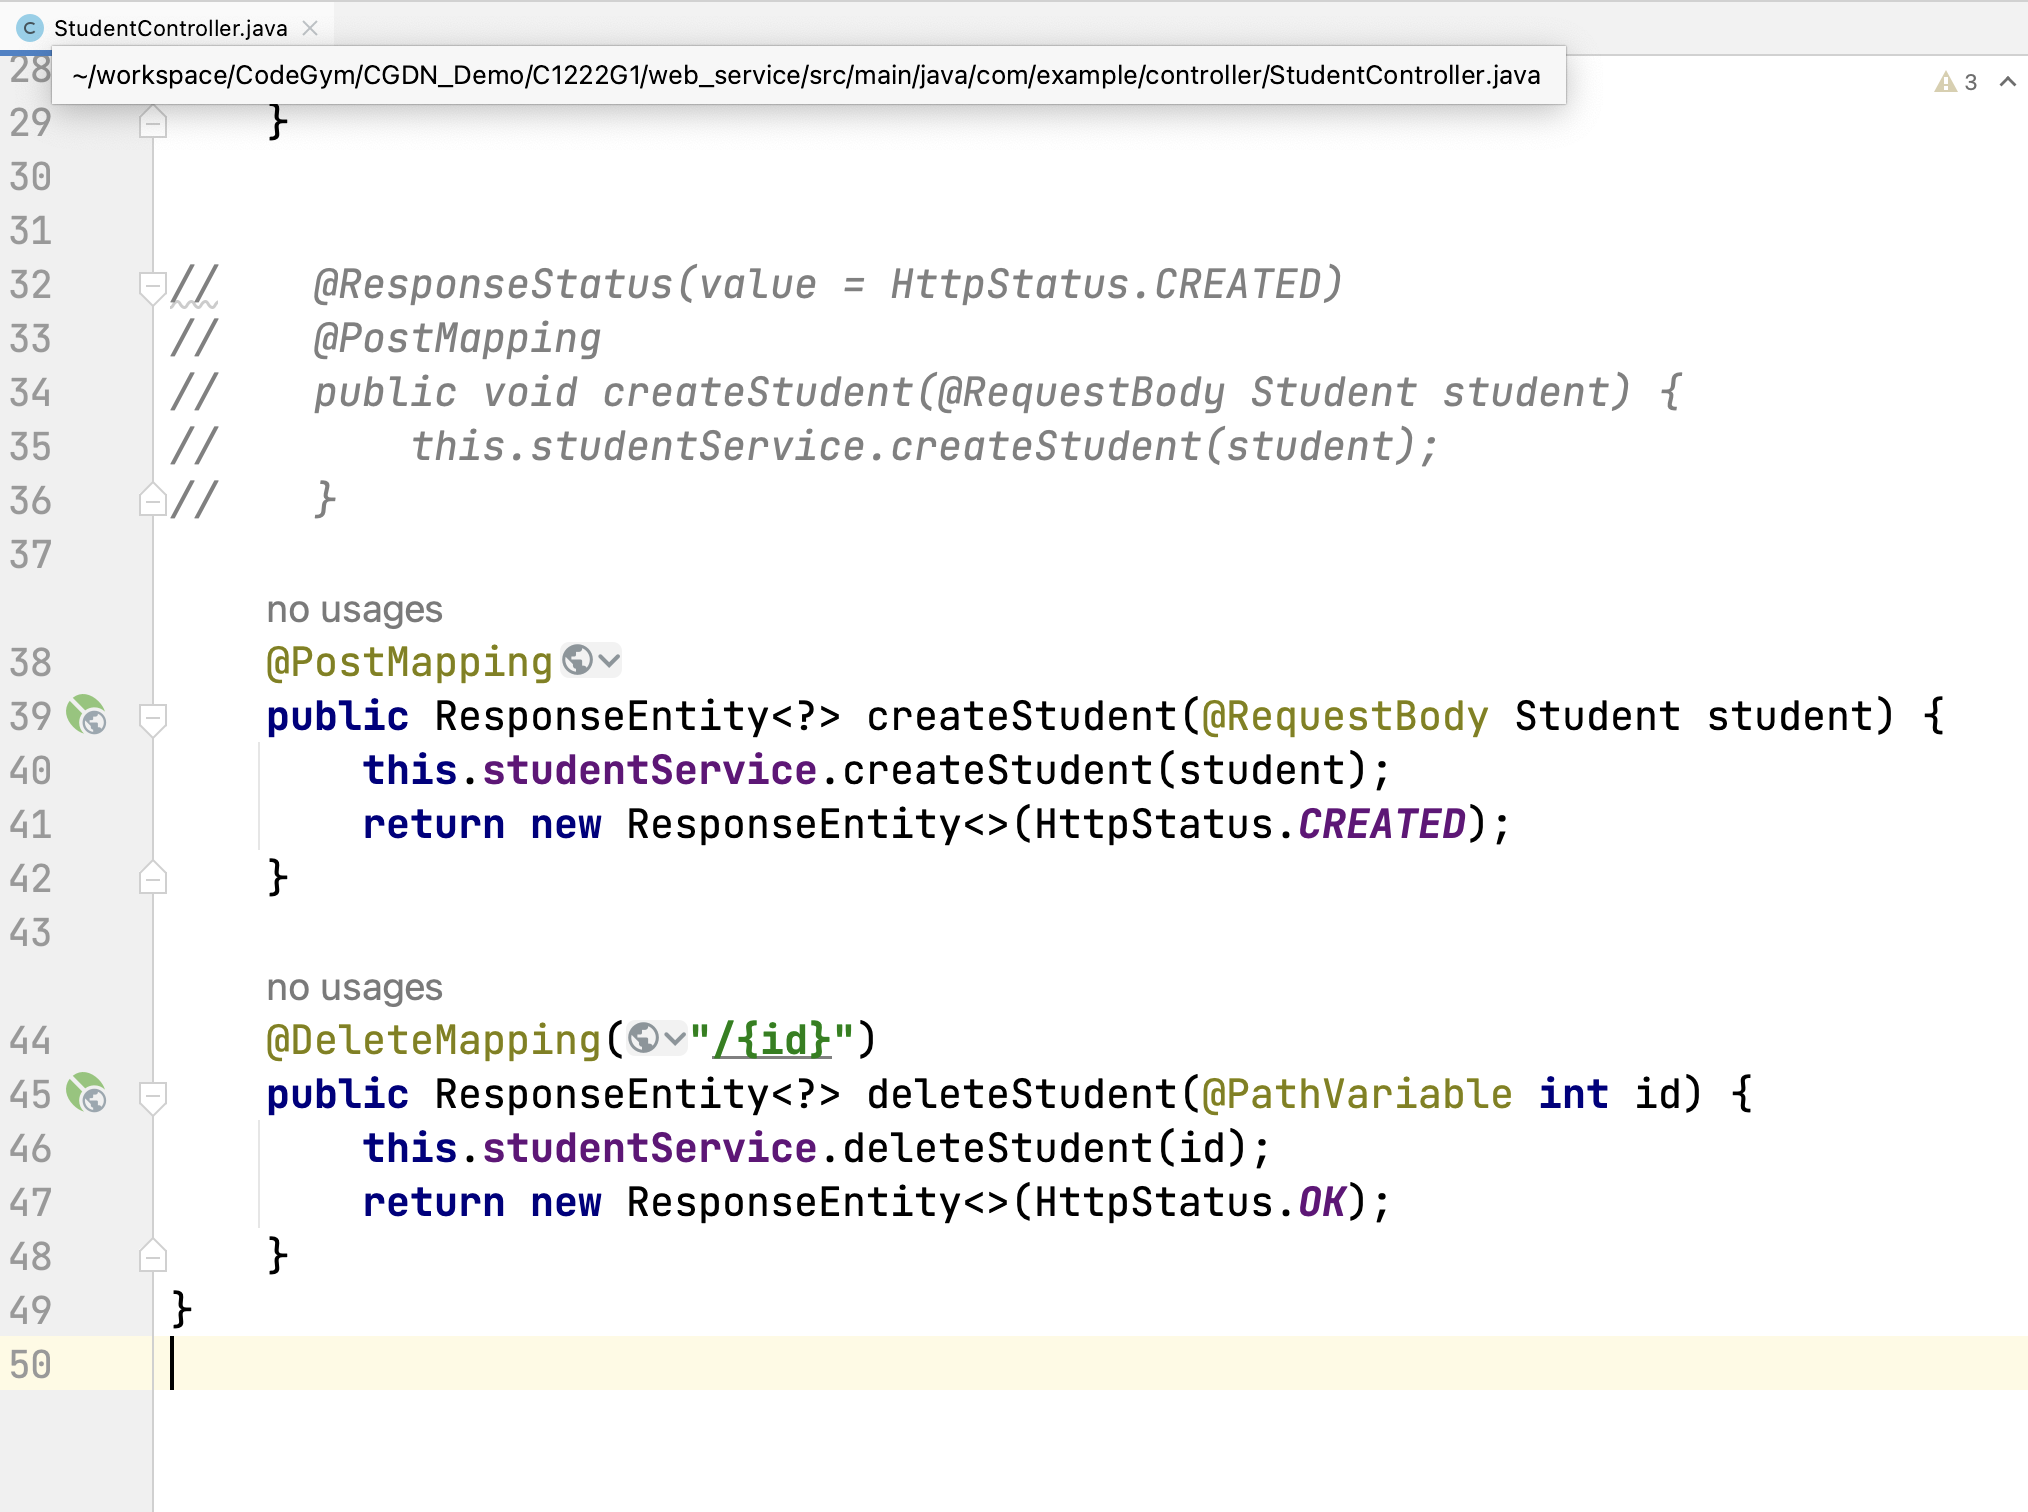 C StudentController.java
~/workspace/CodeGym/CGDN_Demo/C1222G1/web_service/src/main/java/com/example/controller/StudentController.java
3
28
29 }
30
31
32 // @ResponseStatus(value = HttpStatus.CREATED)
33 // @PostMapping
34 // public void createStudent(@RequestBody Student student) {
35 // this.studentService.createStudent(student);
36 // }
37
no usages
38 @PostMapping
39 public ResponseEntity<?> createStudent(@RequestBody Student student) {
40 this.studentService.createStudent(student);
41 return new ResponseEntity<>(HttpStatus.CREATED);
42 }
43
no usages
44 @DeleteMapping("/{id}")
45 public ResponseEntity<?> deleteStudent(@PathVariable int id) {
46 this.studentService.deleteStudent(id);
47 return new ResponseEntity<>(HttpStatus.OK);
48 }
49 }
50